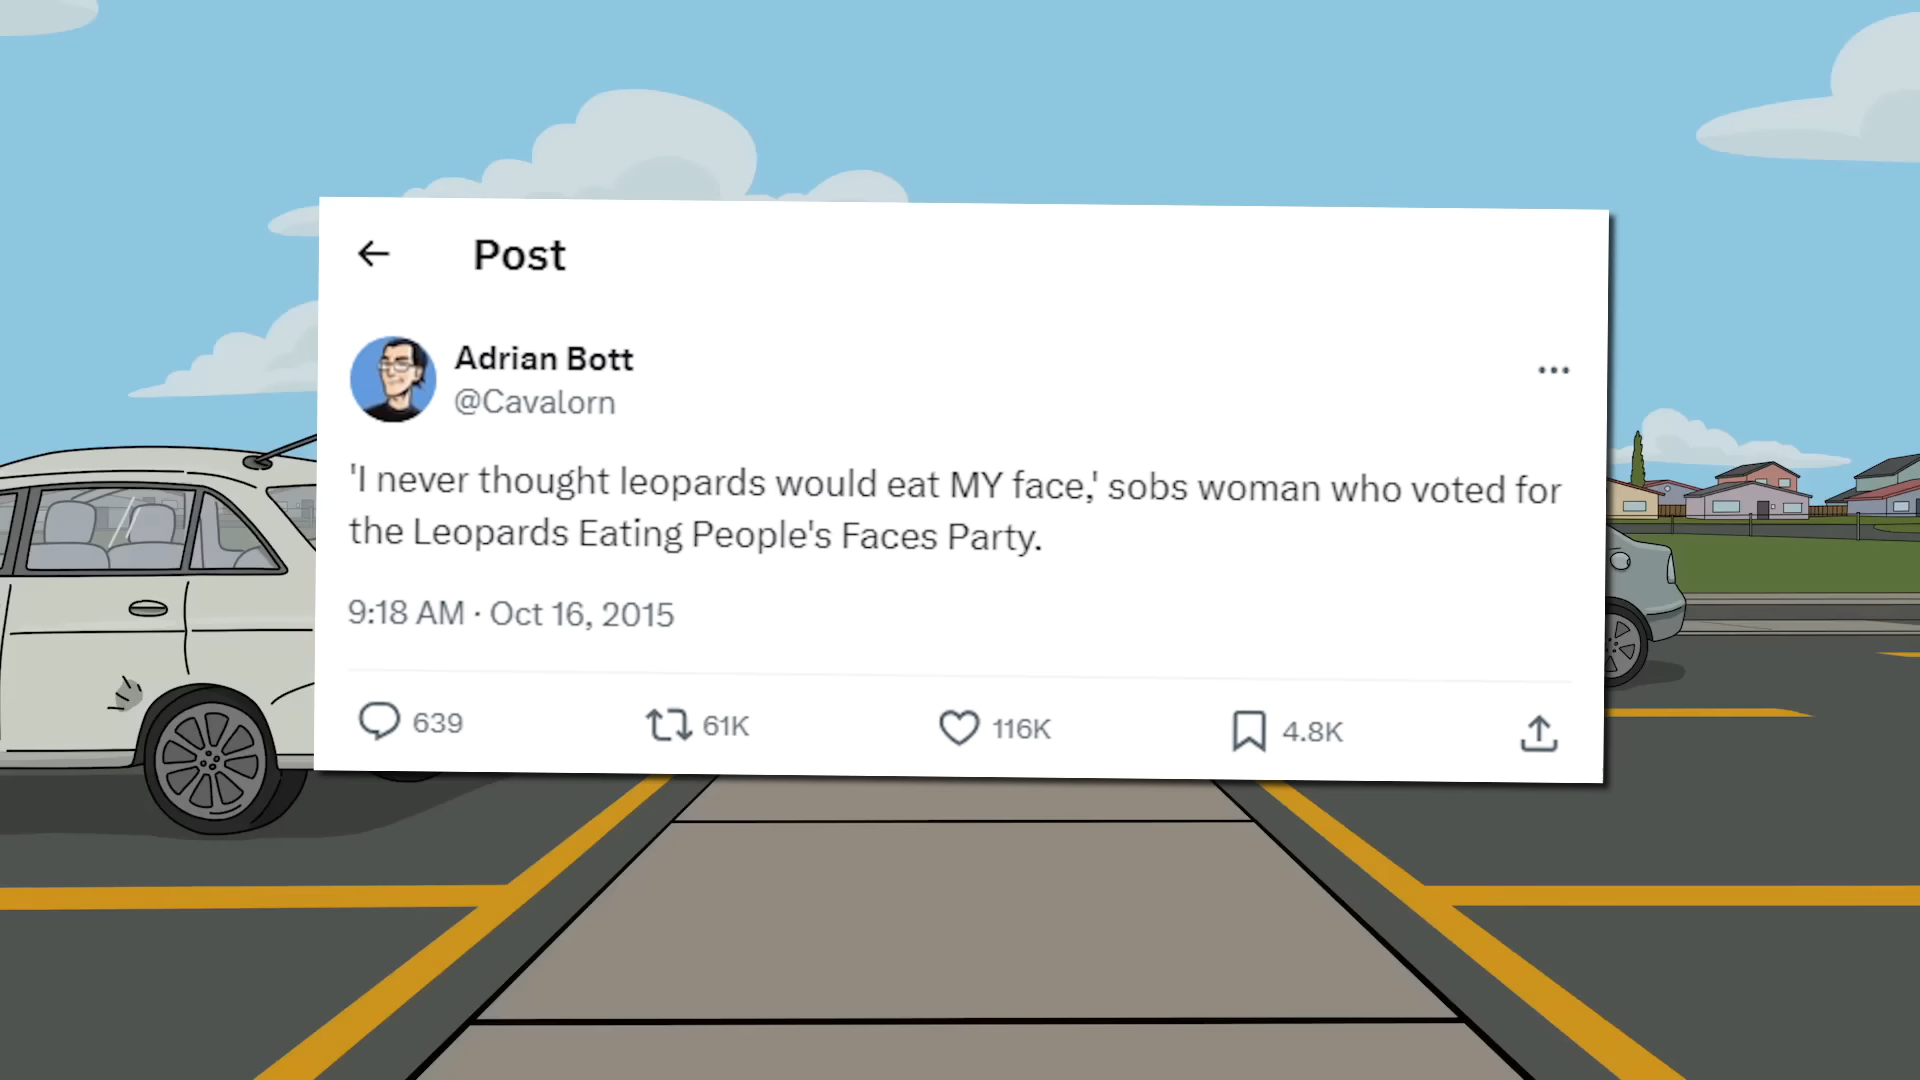 Post
Adrian Bott
@Cavalorn
'I never thought leopards would eat MY face,' sobs woman who voted for
the Leopards Eating People's Faces Party.
9:18 AM · Oct 16, 2015
639 61K 116K 4.8K